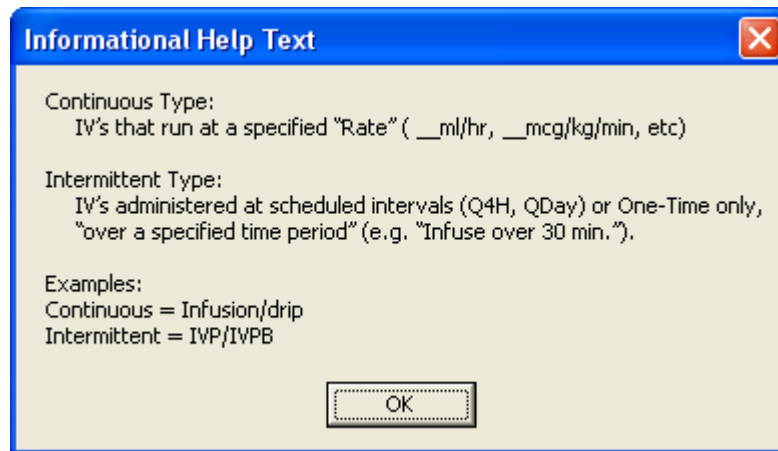 Informational Help Text
Continuous Type:
IV's that run at a specified "Rate" ( __ml/hr, __mcg/kg/min, etc)
Intermittent Type:
IV's administered at scheduled intervals (Q4H, QDay) or One-Time only,
"over a specified time period" (e.g. "Infuse over 30 min.").
Examples:
Continuous = Infusion/drip
Intermittent = IVP/IVPB
OK